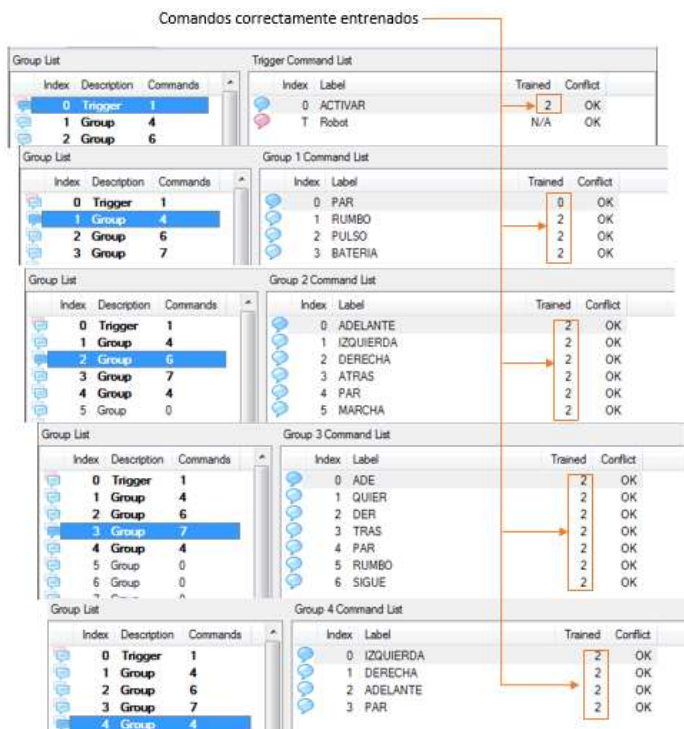 Comandos correctamente entrenados
Group List Trigger Command List
Index Description Commands Index Label Trained Conflict
0 Trigger 1 0 ACTIVAR 2 OK
1 Group 4 T Robot N/A OK
2 Group 6
Group List Group 1 Command List
Index Description Commands Index Label Trained Conflict
0 Trigger 1 0 PAR 0 OK
1 Group 4 1 RUMBO 2 OK
2 Group 6 2 PULSO 2 OK
3 Group 7 3 BATERIA 2 OK
Group List Group 2 Command List
Index Description Commands Index Label Trained Conflict
0 Trigger 1 0 ADELANTE 2 OK
1 Group 4 1 IZQUIERDA 2 OK
2 Group 6 2 DERECHA 2 OK
3 Group 7 3 ATRAS 2 OK
4 Group 4 4 PAR 2 OK
5 Group 0 5 MARCHA 2 OK
Group List Group 3 Command List
Index Description Commands Index Label Trained Conflict
0 Trigger 1 0 ADE 2 OK
1 Group 4 1 QUIER 2 OK
2 Group 6 2 DER 2 OK
3 Group 7 3 TRAS 2 OK
4 Group 4 4 PAR 2 OK
5 Group 0 5 RUMBO 2 OK
6 Group 0 6 SIGUE 2 OK
Group List Group 4 Command List
Index Description Commands Index Label Trained Conflict
0 Trigger 1 0 IZQUIERDA 2 OK
1 Group 4 1 DERECHA 2 OK
2 Group 6 2 ADELANTE 2 OK
3 Group 7 3 PAR 2 OK
4 Group 4